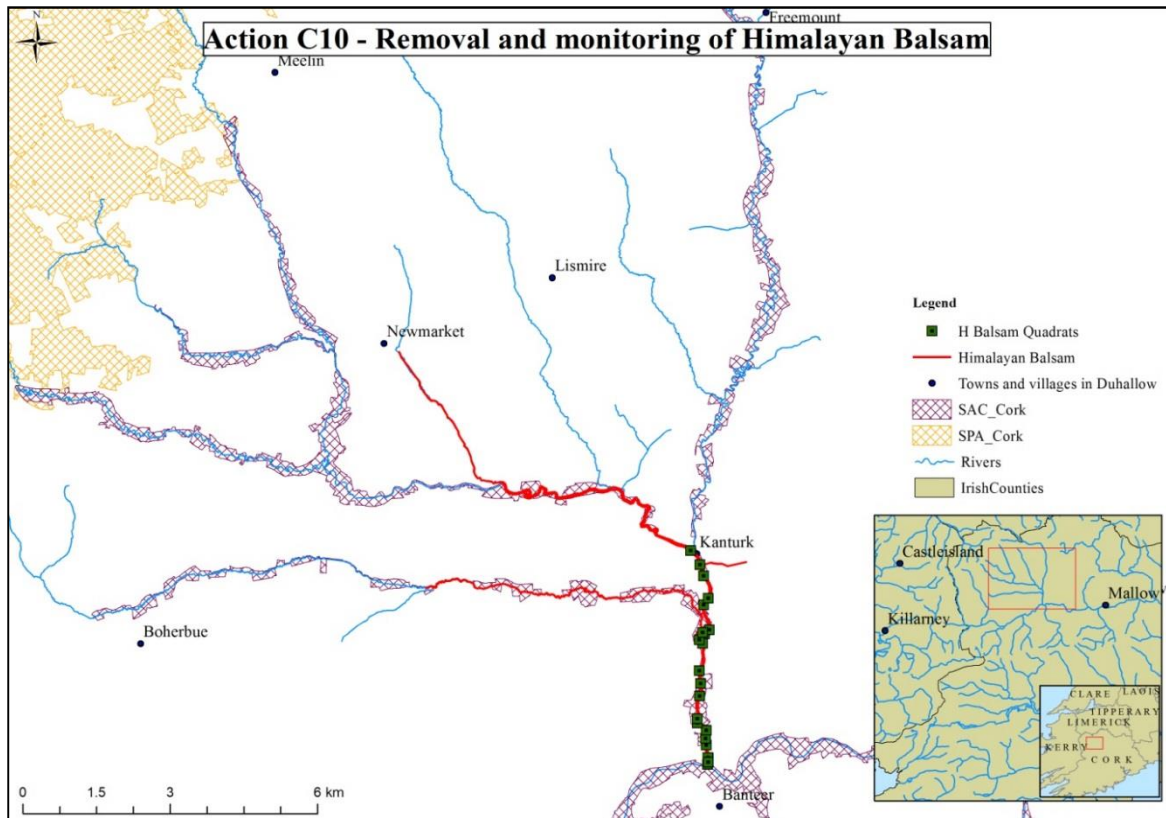 N
Freemount
Action C10 - Removal and monitoring of Himalayan Balsam
Meelin
Lismire
Newmarket
Legend
H Balsam Quadrats
Himalayan Balsam
Towns and villages in Duhallow
SAC_Cork
SPA_Cork
Rivers
IrishCounties
Kanturk
Castleisland
Mallow
Killarney
Boherbue
CLARE
LAOIS
TIPPERARY
LIMERICK
KERRY
CORK
0 1.5 3 6 km
Banteer